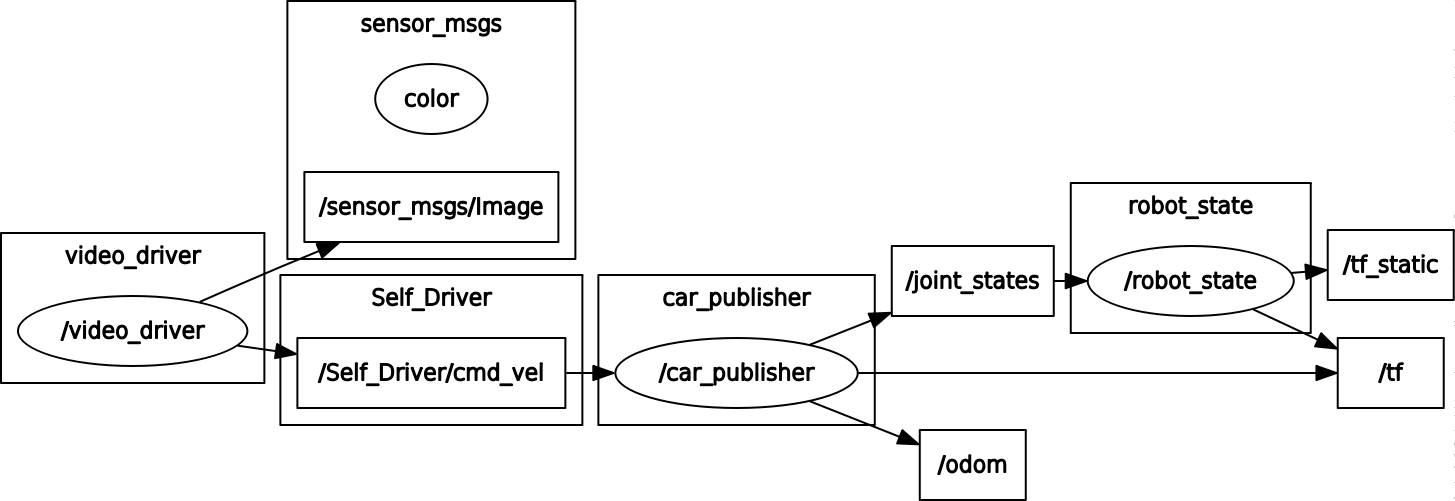 sensor_msgs
color
/sensor_msgs/Image
video_driver
/video_driver
Self_Driver
/Self_Driver/cmd_vel
car_publisher
/car_publisher
/joint_states
robot_state
/robot_state
/tf_static
/tf
/odom